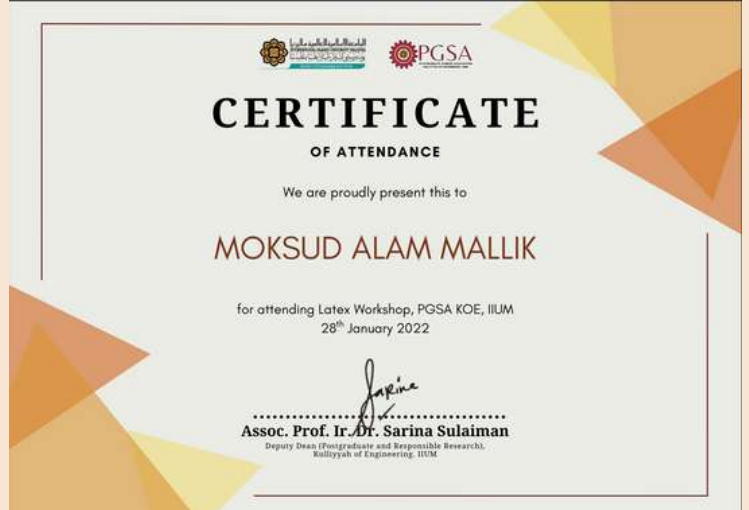 PGSA
CERTIFICATE
OF ATTENDANCE
We are proudly present this to
MOKSUD ALAM MALLIK
for attending Latex Workshop, PGSA KOE, IIUM
28th January 2022
Sarina
Assoc. Prof. Ir. Dr. Sarina Sulaiman
Deputy Dean (Postgraduate and Responsible Research),
Kulliyyah of Engineering, IIUM